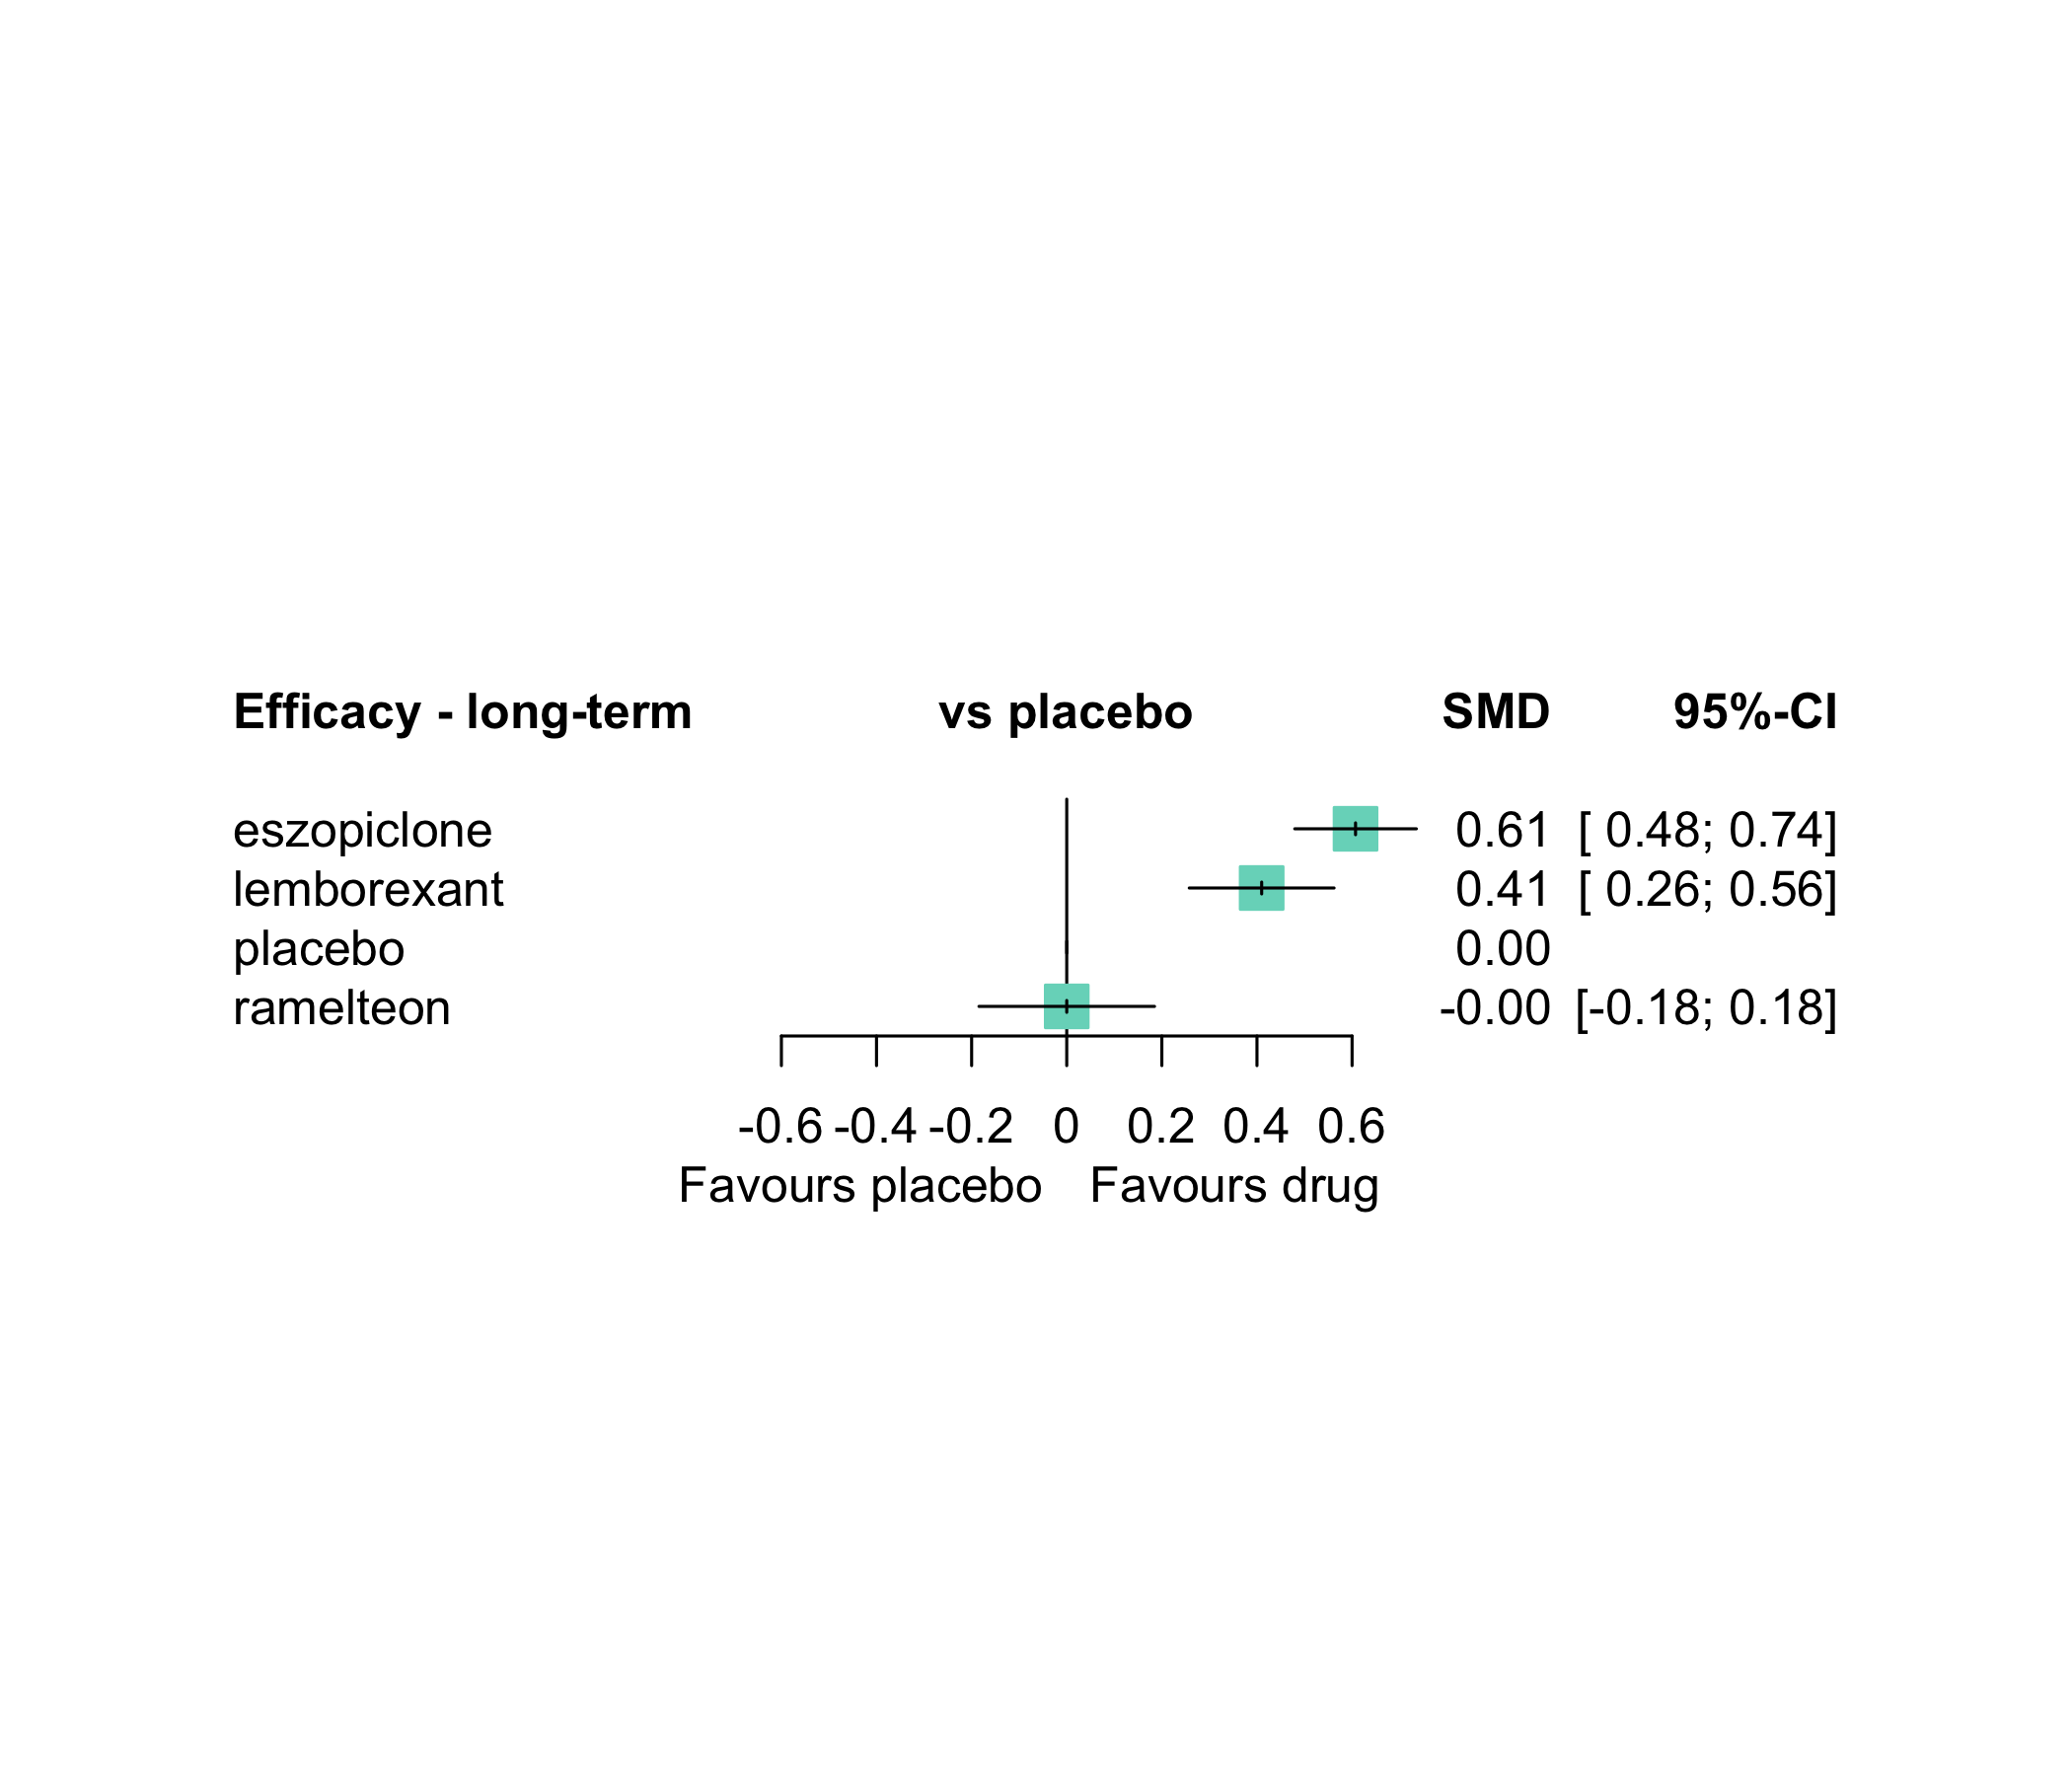 Efficacy - long-term vs placebo SMD 95%-CI
eszopiclone 0.61 [ 0.48; 0.74]
lemborexant 0.41 [ 0.26; 0.56]
placebo 0.00
ramelteon -0.00 [-0.18; 0.18]
-0.6 -0.4 -0.2 0 0.2 0.4 0.6
Favours placebo Favours drug